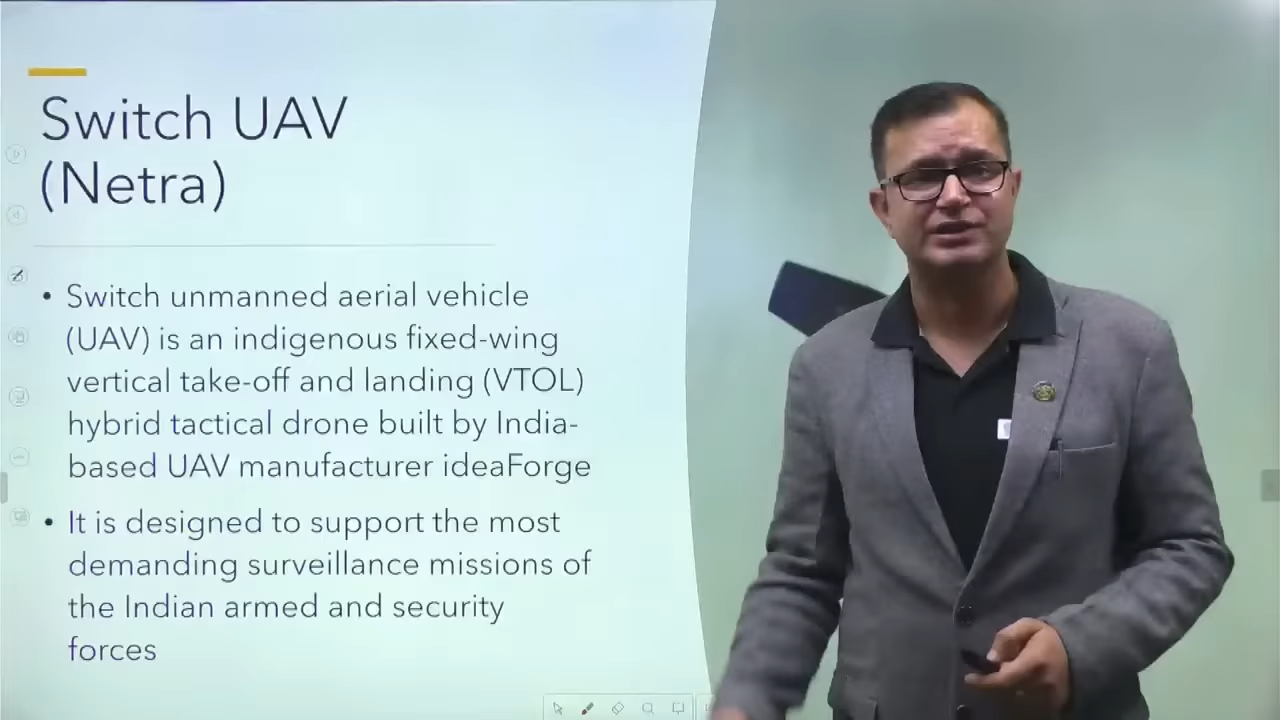 Switch UAV
(Netra)
• Switch unmanned aerial vehicle
(UAV) is an indigenous fixed-wing
vertical take-off and landing (VTOL)
hybrid tactical drone built by India-
based UAV manufacturer ideaForge
• It is designed to support the most
demanding surveillance missions of
the Indian armed and security
forces